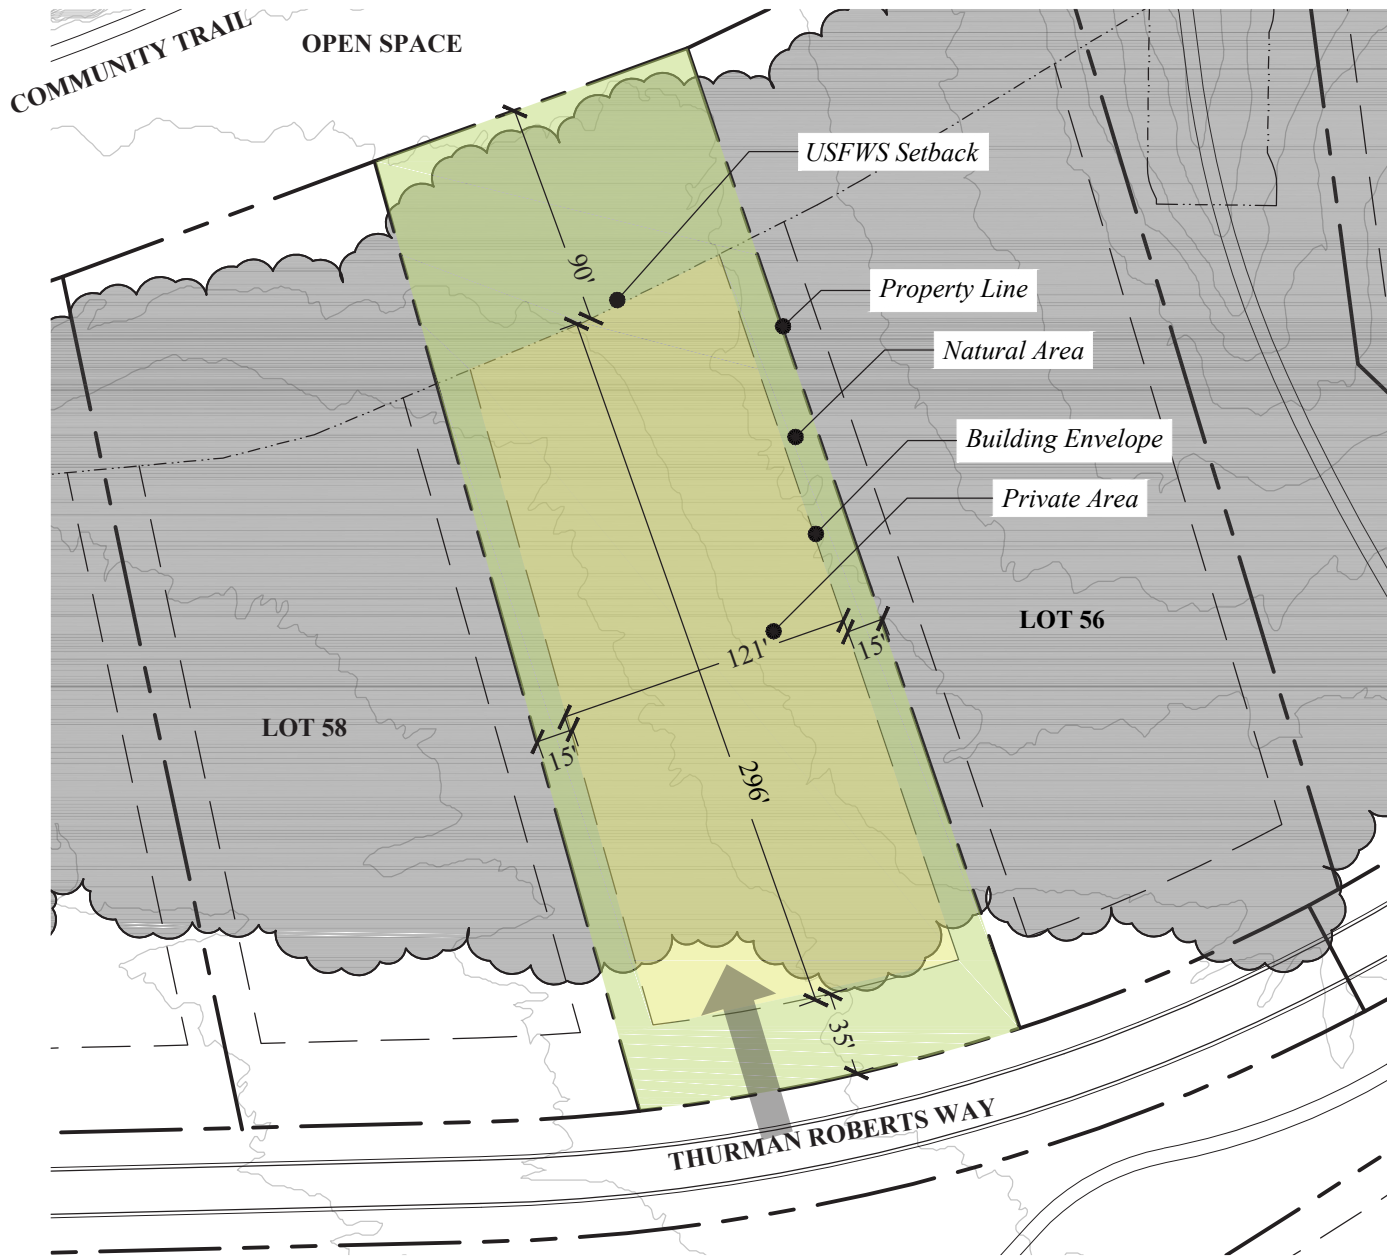 COMMUNITY TRAIL
OPEN SPACE
USFWS Setback
90'
Property Line
Natural Area
Building Envelope
Private Area
LOT 56
121'
15'
LOT 58
15'
296'
35'
THURMAN ROBERTS WAY